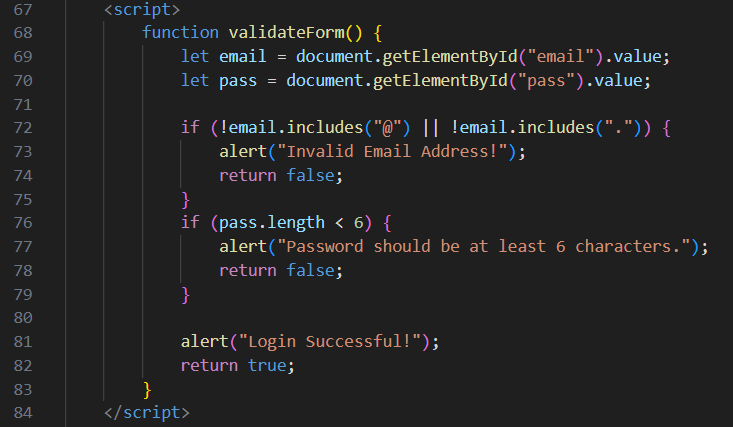 67 <script>
68 function validateForm() {
69 let email = document.getElementById("email").value;
70 let pass = document.getElementById("pass").value;
71
72 if (!email.includes("@") || !email.includes(".")) {
73 alert("Invalid Email Address!");
74 return false;
75 }
76 if (pass.length < 6) {
77 alert("Password should be at least 6 characters.");
78 return false;
79 }
80
81 alert("Login Successful!");
82 return true;
83 }
84 </script>